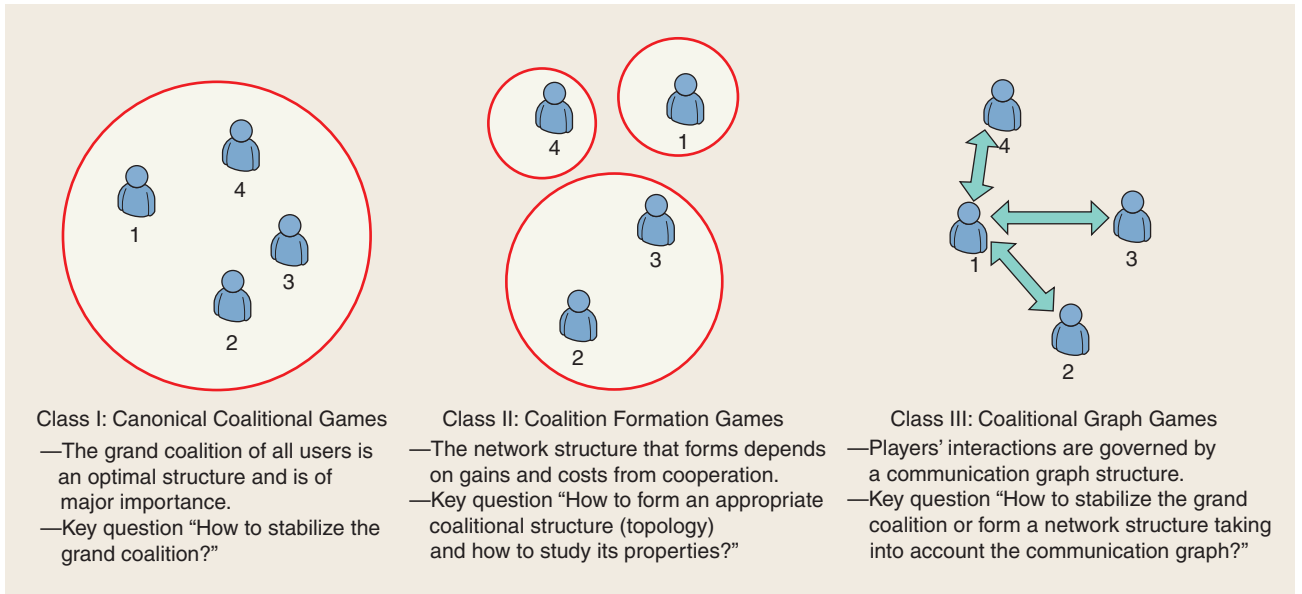 1
4
3
2
Class I: Canonical Coalitional Games
—The grand coalition of all users is
an optimal structure and is of
major importance.
—Key question “How to stabilize the
grand coalition?”
4
1
3
2
Class II: Coalition Formation Games
—The network structure that forms depends
on gains and costs from cooperation.
—Key question “How to form an appropriate
coalitional structure (topology)
and how to study its properties?”
4
1
3
2
Class III: Coalitional Graph Games
—Players’ interactions are governed by
a communication graph structure.
—Key question “How to stabilize the grand
coalition or form a network structure taking
into account the communication graph?”